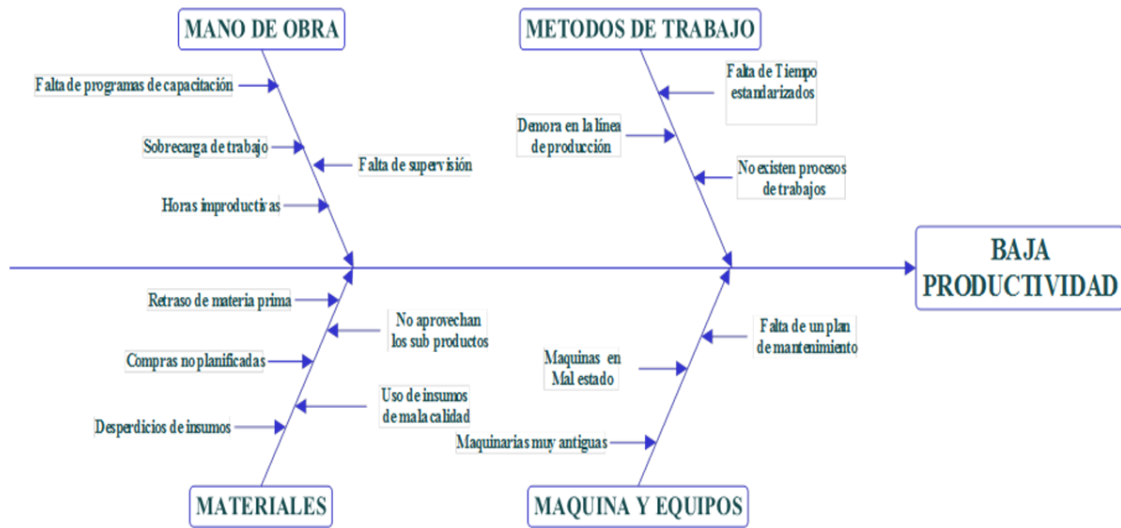 MANO DE OBRA
METODOS DE TRABAJO
Falta de programas de capacitación
Sobrecarga de trabajo
Falta de supervisión
Horas improductivas
Falta de Tiempo
estandarizados
Demora en la línea
de producción
No existen procesos
de trabajos
BAJA
PRODUCTIVIDAD
Retraso de materia prima
No aprovechan
los sub productos
Compras no planificadas
Uso de insumos
de mala calidad
Desperdicios de insumos
Falta de un plan
de mantenimiento
Maquinas en
Mal estado
Maquinarias muy antiguas
MATERIALES
MAQUINA Y EQUIPOS